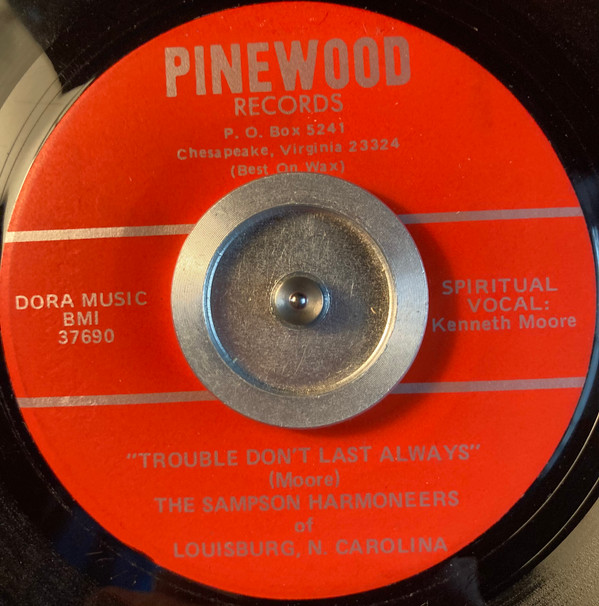 PINEWOOD
RECORDS
P. O. Box 5241
Chesapeake, Virginia 23324
(Best On Wax)
DORA MUSIC
BMI
37690
SPIRITUAL
VOCAL:
Kenneth Moore
"TROUBLE DON'T LAST ALWAYS"
(Moore)
THE SAMPSON HARMONEERS
of
LOUISBURG, N. CAROLINA